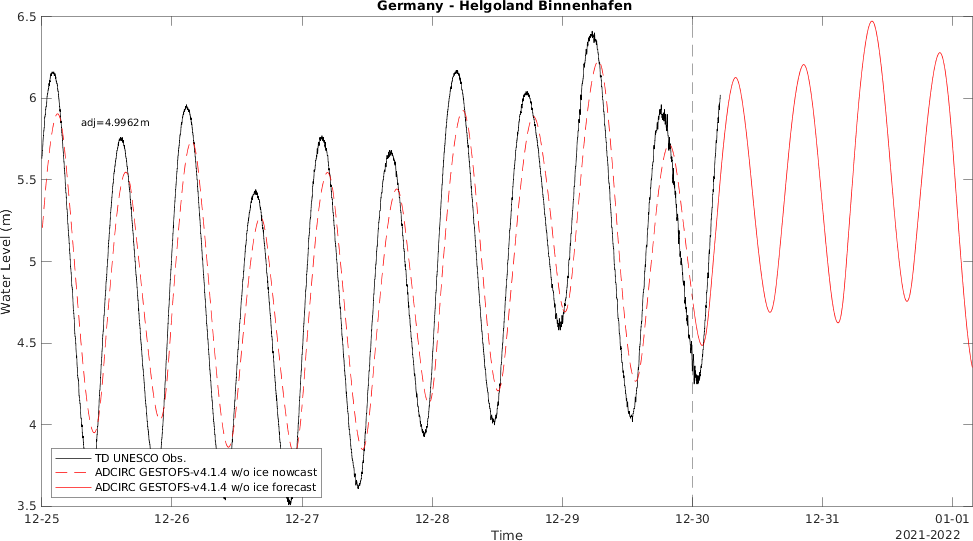 Germany - Helgoland Binnenhafen
6.5
6
5.5
5
4.5
4
3.5
Water Level (m)
adj=4.9962m
TD UNESCO Obs.
ADCIRC GESTOFS-v4.1.4 w/o ice nowcast
ADCIRC GESTOFS-v4.1.4 w/o ice forecast
12-25 12-26 12-27 12-28 12-29 12-30 12-31 01-01
Time
2021-2022